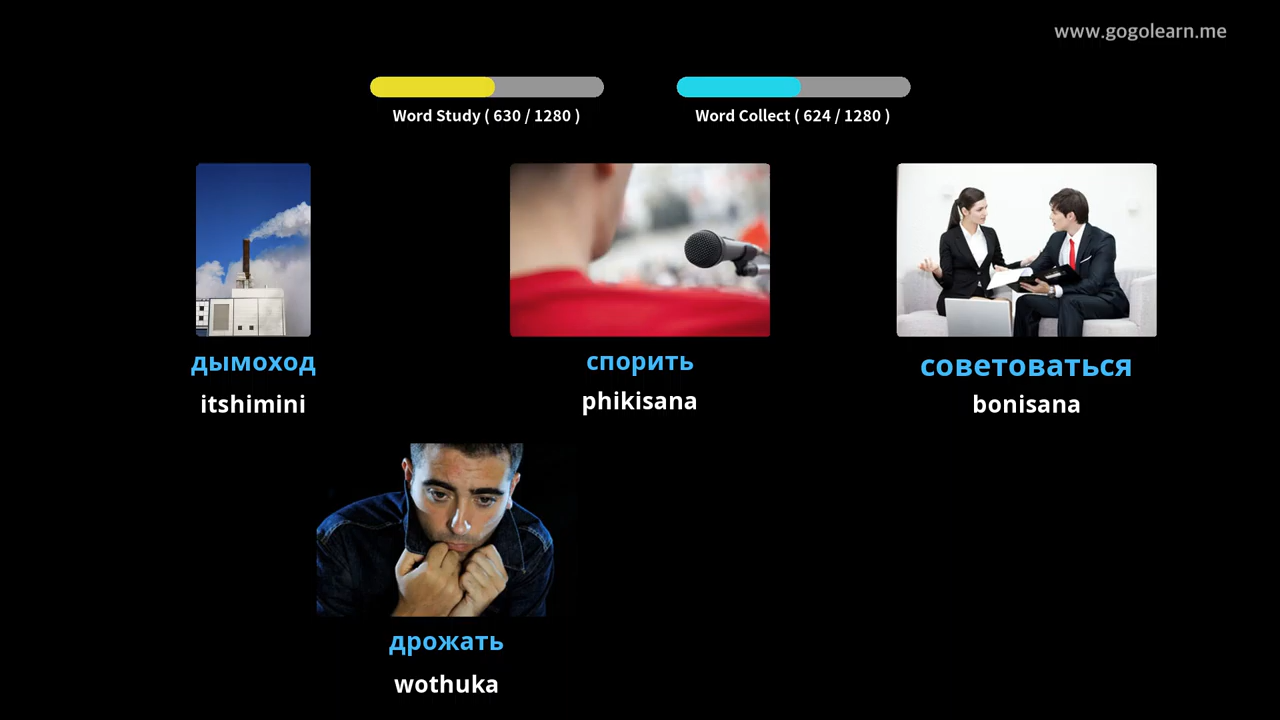 www.gogolearn.me
Word Study ( 630 / 1280 )
Word Collect ( 624 / 1280 )
дымоход
itshimini
спорить
phikisana
советоваться
bonisana
дрожать
wothuka